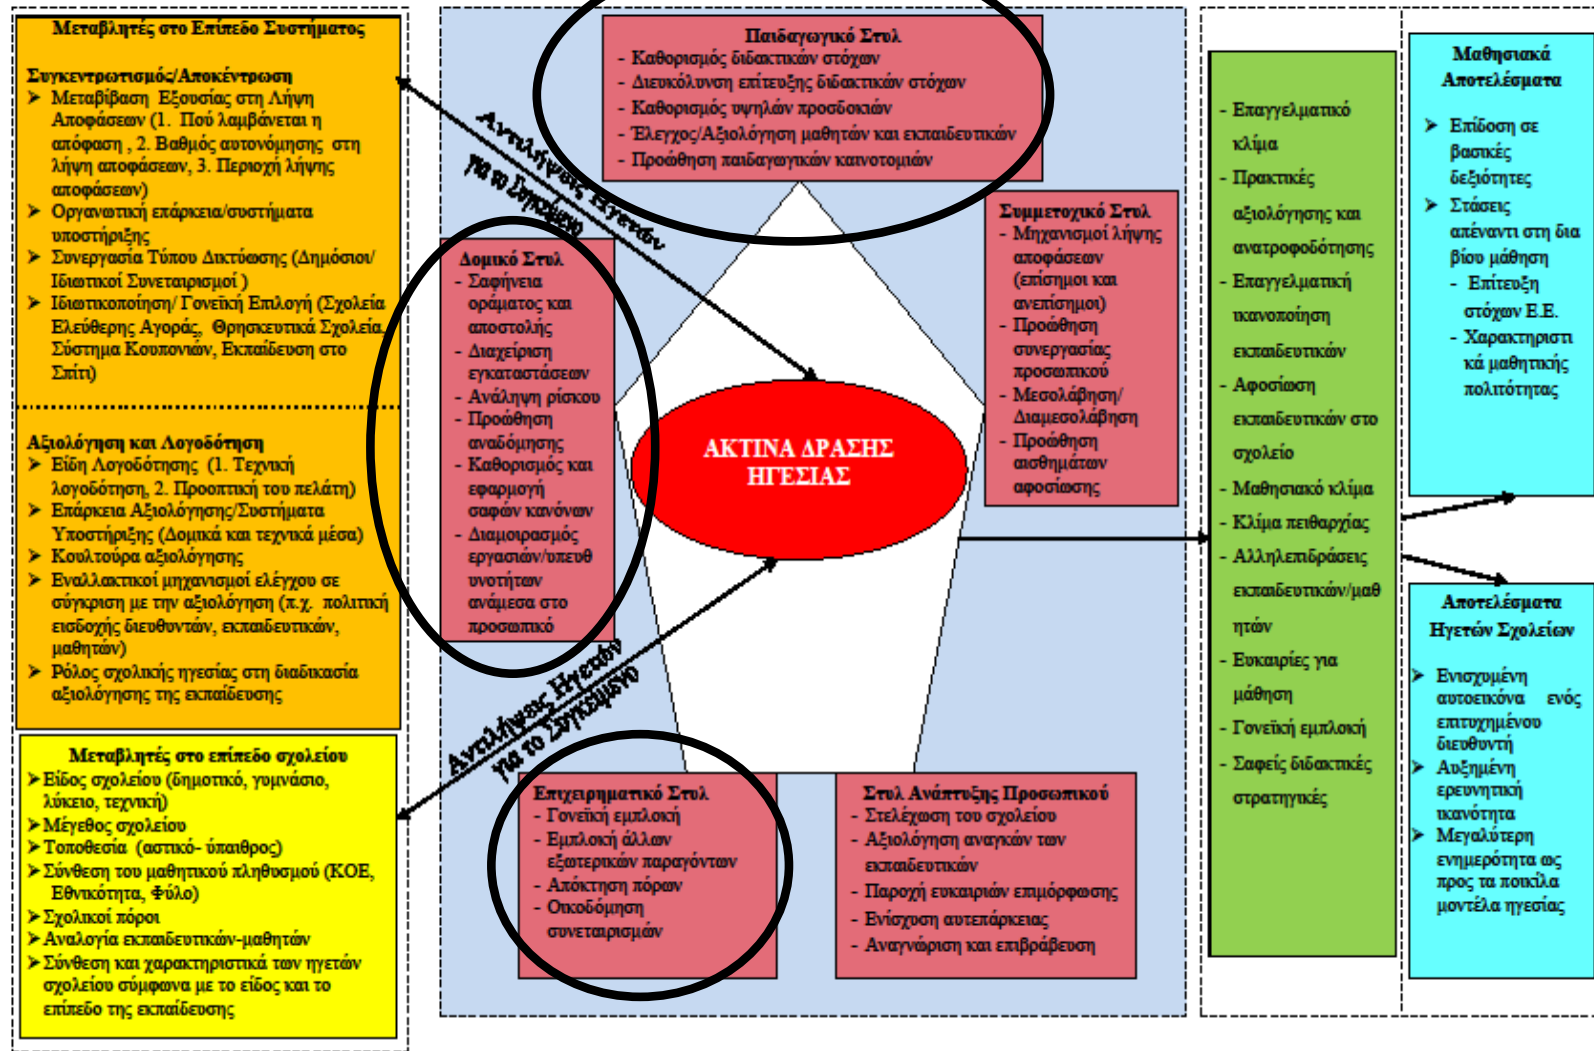 Μεταβλητές στο Επίπεδο Συστήματος
Συγκεντρωτισμός/Αποκέντρωση
➢ Μεταβίβαση Εξουσίας στη Λήψη
Αποφάσεων (1. Πού λαμβάνεται η
απόφαση , 2. Βαθμός αυτονόμησης στη
λήψη αποφάσεων, 3. Περιοχή λήψης
αποφάσεων)
➢ Οργανωτική επάρκεια/συστήματα
υποστήριξης
➢ Συνεργασία Τύπου Δικτύωσης (Δημόσιοι/
Ιδιωτικοί Συνεταιρισμοί )
➢ Ιδιωτικοποίηση/ Γονεϊκή Επιλογή (Σχολεία
Ελεύθερης Αγοράς, Θρησκευτικά Σχολεία,
Σύστημα Κουπονιών, Εκπαίδευση στο
Σπίτι)
Αξιολόγηση και Λογοδότηση
➢ Είδη Λογοδότησης (1. Τεχνική
λογοδότηση, 2. Προοπτική του πελάτη)
➢ Επάρκεια Αξιολόγησης/Συστήματα
Υποστήριξης (Δομικά και τεχνικά μέσα)
➢ Κουλτούρα αξιολόγησης
➢ Εναλλακτικοί μηχανισμοί ελέγχου σε
σύγκριση με την αξιολόγηση (π.χ. πολιτική
εισδοχής διευθυντών, εκπαιδευτικών,
μαθητών)
➢ Ρόλος σχολικής ηγεσίας στη διαδικασία
αξιολόγησης της εκπαίδευσης
Μεταβλητές στο επίπεδο σχολείου
➢ Είδος σχολείου (δημοτικό, γυμνάσιο,
λύκειο, τεχνική)
➢ Μέγεθος σχολείου
➢ Τοποθεσία (αστικό- ύπαιθρος)
➢ Σύνθεση του μαθητικού πληθυσμού (ΚΟΕ,
Εθνικότητα, Φύλο)
➢ Σχολικοί πόροι
➢ Αναλογία εκπαιδευτικών-μαθητών
➢ Σύνθεση και χαρακτηριστικά των ηγετών
σχολείου σύμφωνα με το είδος και το
επίπεδο της εκπαίδευσης
Αντιλήψεις Ηγετών
για το Συγκείμενο
Αντιλήψεις Ηγετών
για το Συγκείμενο
Παιδαγωγικό Στυλ
- Καθορισμός διδακτικών στόχων
- Διευκόλυνση επίτευξης διδακτικών στόχων
- Καθορισμός υψηλών προσδοκιών
- Έλεγχος/Αξιολόγηση μαθητών και εκπαιδευτικών
- Προώθηση παιδαγωγικών καινοτομιών
Δομικό Στυλ
- Σαφήνεια
οράματος και
αποστολής
- Διαχείριση
εγκαταστάσεων
- Ανάληψη ρίσκου
- Προώθηση
αναδόμησης
- Καθορισμός και
εφαρμογή
σαφών κανόνων
- Διαμοιρασμός
εργασιών/υπευθ
υνοτήτων
ανάμεσα στο
προσωπικό
ΑΚΤΙΝΑ ΔΡΑΣΗΣ
ΗΓΕΣΙΑΣ
Συμμετοχικό Στυλ
- Μηχανισμοί λήψης
αποφάσεων
(επίσημοι και
ανεπίσημοι)
- Προώθηση
συνεργασίας
προσωπικού
- Μεσολάβηση/
Διαμεσολάβηση
- Προώθηση
αισθημάτων
αφοσίωσης
Επιχειρηματικό Στυλ
- Γονεϊκή εμπλοκή
- Εμπλοκή άλλων
εξωτερικών παραγόντων
- Απόκτηση πόρων
- Οικοδόμηση
συνεταιρισμών
Στυλ Ανάπτυξης Προσωπικού
- Στελέχωση του σχολείου
- Αξιολόγηση αναγκών των
εκπαιδευτικών
- Παροχή ευκαιριών επιμόρφωσης
- Ενίσχυση αυτεπάρκειας
- Αναγνώριση και επιβράβευση
- Επαγγελματικό
κλίμα
- Πρακτικές
αξιολόγησης και
ανατροφοδότησης
- Επαγγελματική
ικανοποίηση
εκπαιδευτικών
- Αφοσίωση
εκπαιδευτικών στο
σχολείο
- Μαθησιακό κλίμα
- Κλίμα πειθαρχίας
- Αλληλεπιδράσεις
εκπαιδευτικών/μαθ
ητών
- Ευκαιρίες για
μάθηση
- Γονεϊκή εμπλοκή
- Σαφείς διδακτικές
στρατηγικές
Μαθησιακά
Αποτελέσματα
➢ Επίδοση σε
βασικές
δεξιότητες
➢ Στάσεις
απέναντι στη δια
βίου μάθηση
- Επίτευξη
στόχων Ε.Ε.
- Χαρακτηριστι
κά μαθητικής
πολιτότητας
Αποτελέσματα
Ηγετών Σχολείων
➢ Ενισχυμένη
αυτοεικόνα ενός
επιτυχημένου
διευθυντή
➢ Αυξημένη
ερευνητική
ικανότητα
➢ Μεγαλύτερη
ενημερότητα ως
προς τα ποικίλα
μοντέλα ηγεσίας